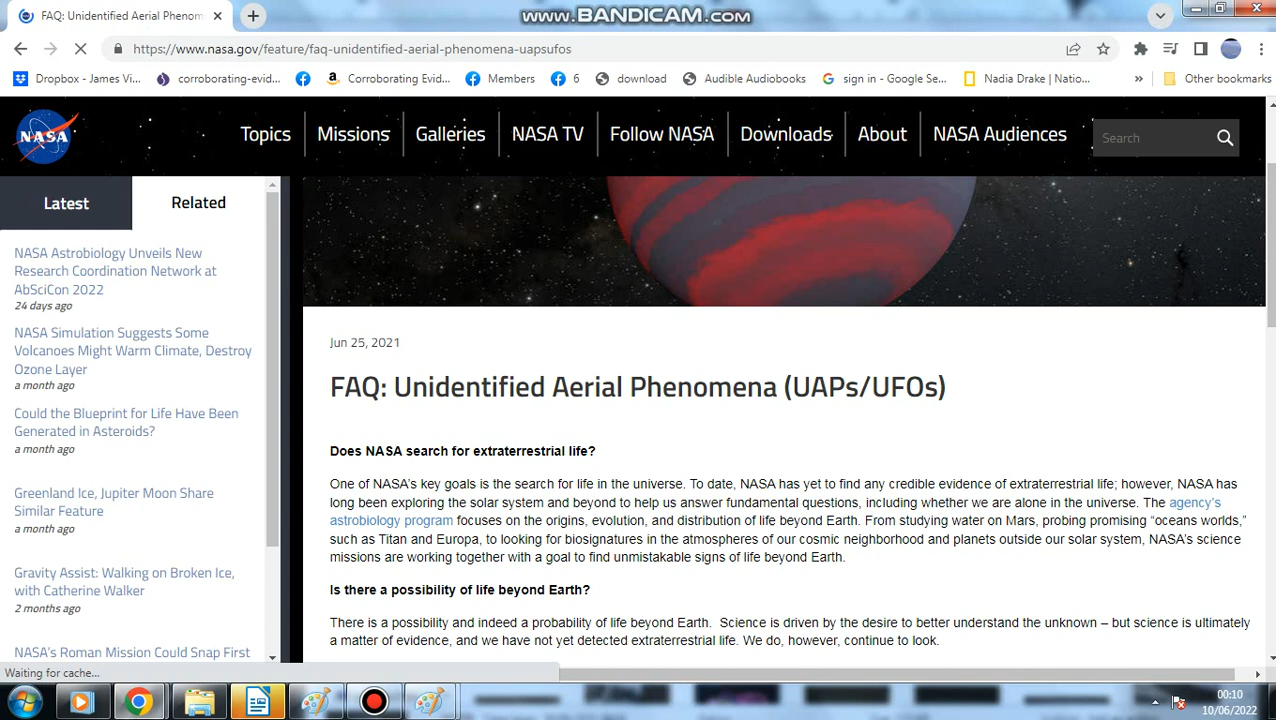 FAQ: Unidentified Aerial Phenom
WWW.BANDICAM.COM
https://www.nasa.gov/feature/faq-unidentified-aerial-phenomena-uapsufos
Dropbox - James Vi... corroborating-evid... Corroborating Evid... Members 6 download Audible Audiobooks sign in - Google Se... Nadia Drake | Natio... » Other bookmarks
NASA Topics Missions Galleries NASA TV Follow NASA Downloads About NASA Audiences Search
Latest Related
NASA Astrobiology Unveils New
Research Coordination Network at
AbSciCon 2022
24 days ago
NASA Simulation Suggests Some
Volcanoes Might Warm Climate, Destroy
Ozone Layer
a month ago
Could the Blueprint for Life Have Been
Generated in Asteroids?
a month ago
Greenland Ice, Jupiter Moon Share
Similar Feature
a month ago
Gravity Assist: Walking on Broken Ice,
with Catherine Walker
2 months ago
NASA's Roman Mission Could Snap First
Jun 25, 2021
FAQ: Unidentified Aerial Phenomena (UAPs/UFOs)
Does NASA search for extraterrestrial life?
One of NASA's key goals is the search for life in the universe. To date, NASA has yet to find any credible evidence of extraterrestrial life; however, NASA has
long been exploring the solar system and beyond to help us answer fundamental questions, including whether we are alone in the universe. The agency's
astrobiology program focuses on the origins, evolution, and distribution of life beyond Earth. From studying water on Mars, probing promising “oceans worlds,”
such as Titan and Europa, to looking for biosignatures in the atmospheres of our cosmic neighborhood and planets outside our solar system, NASA's science
missions are working together with a goal to find unmistakable signs of life beyond Earth.
Is there a possibility of life beyond Earth?
There is a possibility and indeed a probability of life beyond Earth. Science is driven by the desire to better understand the unknown – but science is ultimately
a matter of evidence, and we have not yet detected extraterrestrial life. We do, however, continue to look.
Waiting for cache...
00:10
10/06/2022